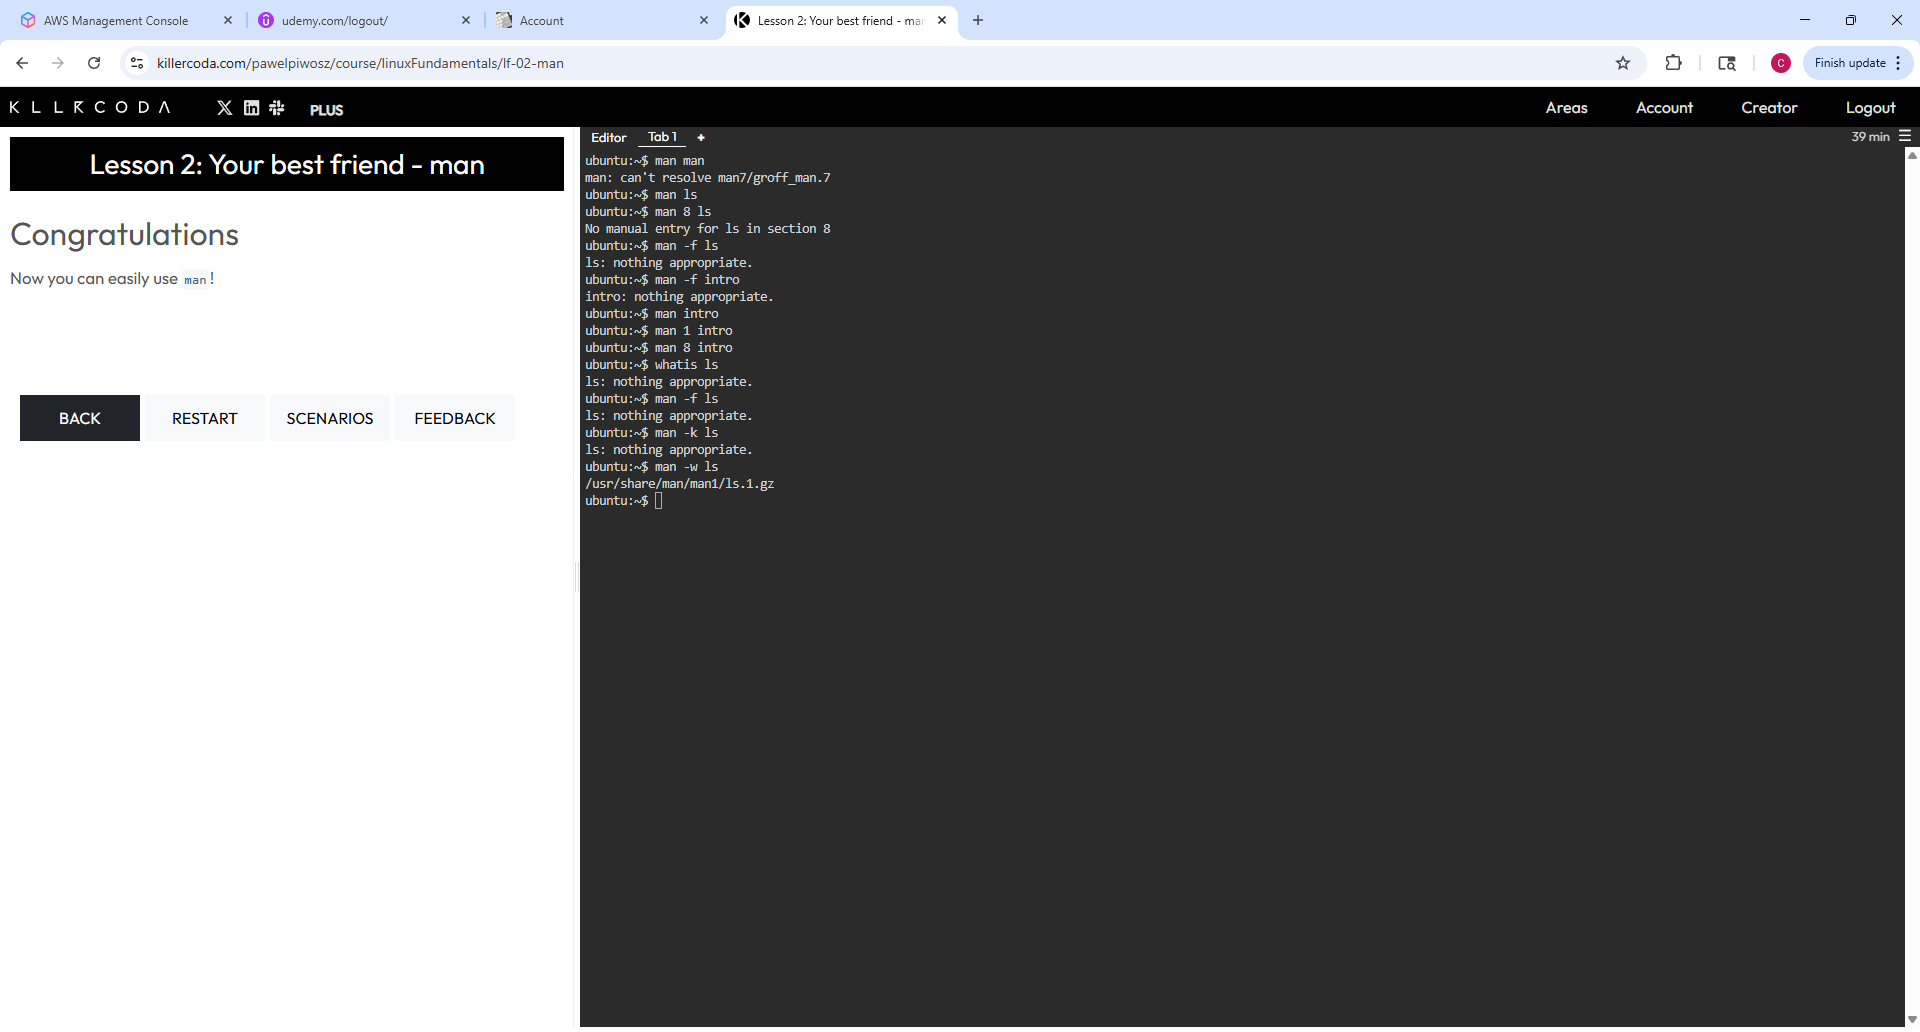 AWS Management Console
udemy.com/logout/
Account
Lesson 2: Your best friend - ma
killercoda.com/pawelpiwosz/course/linuxFundamentals/lf-02-man
C
Finish update
KLLRCODA
PLUS
Areas
Account
Creator
Logout
Lesson 2: Your best friend - man
Congratulations
Now you can easily use man!
BACK
RESTART
SCENARIOS
FEEDBACK
Editor
Tab 1
+
39 min
ubuntu:~$ man man
man: can't resolve man7/groff_man.7
ubuntu:~$ man ls
ubuntu:~$ man 8 ls
No manual entry for ls in section 8
ubuntu:~$ man -f ls
ls: nothing appropriate.
ubuntu:~$ man -f intro
intro: nothing appropriate.
ubuntu:~$ man intro
ubuntu:~$ man 1 intro
ubuntu:~$ man 8 intro
ubuntu:~$ whatis ls
ls: nothing appropriate.
ubuntu:~$ man -f ls
ls: nothing appropriate.
ubuntu:~$ man -k ls
ls: nothing appropriate.
ubuntu:~$ man -w ls
/usr/share/man/man1/ls.1.gz
ubuntu:~$